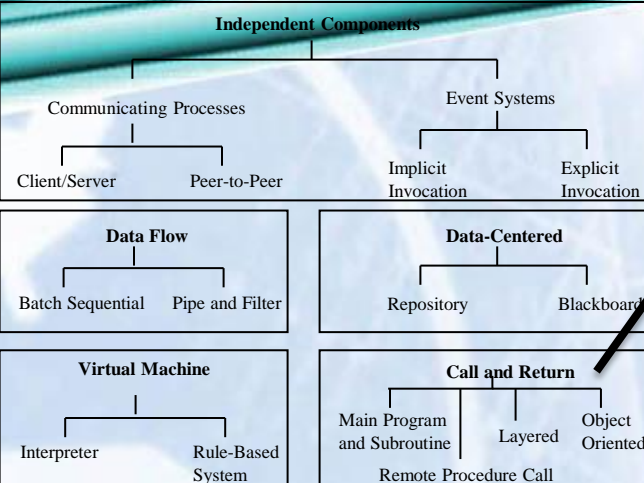 Independent Components
Communicating Processes
Event Systems
Client/Server
Peer-to-Peer
Implicit
Invocation
Explicit
Invocation
Data Flow
Batch Sequential
Pipe and Filter
Data-Centered
Repository
Blackboard
Virtual Machine
Interpreter
Rule-Based
System
Call and Return
Main Program
and Subroutine
Layered
Object
Oriented
Remote Procedure Call